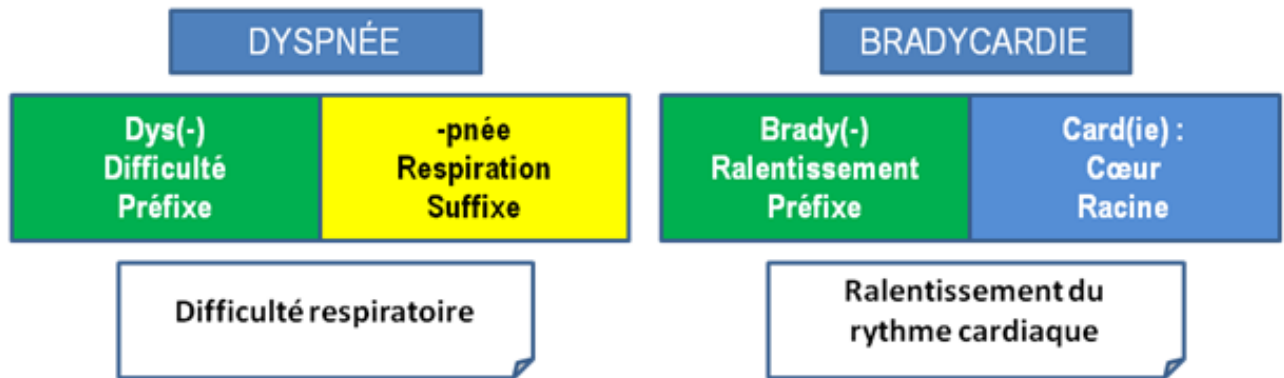 DYSPNÉE
Dys(-)
Difficulté
Préfixe
-pnée
Respiration
Suffixe
Difficulté respiratoire
BRADYCARDIE
Brady(-)
Ralentissement
Préfixe
Card(ie) :
Cœur
Racine
Ralentissement du
rythme cardiaque